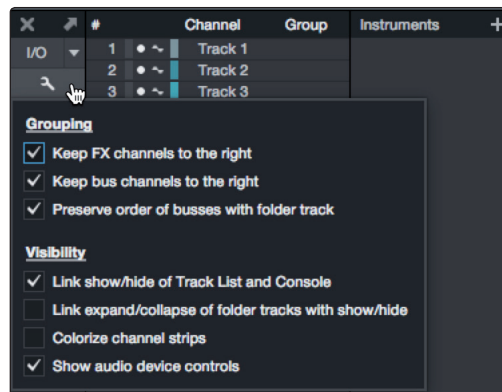 # Channel Group Instruments +
I/O 1 Track 1
2 Track 2
3 Track 3
Grouping
Keep FX channels to the right
Keep bus channels to the right
Preserve order of busses with folder track
Visibility
Link show/hide of Track List and Console
Link expand/collapse of folder tracks with show/hide
Colorize channel strips
Show audio device controls